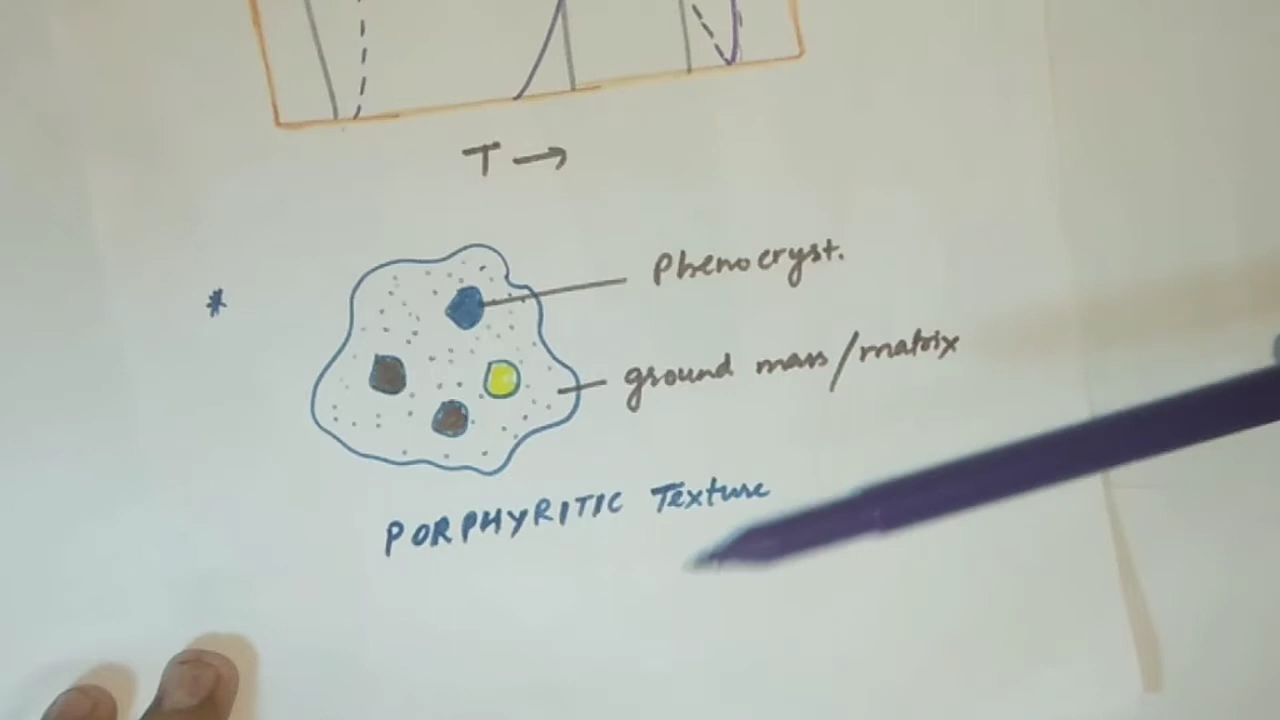 T →
* Phenocryst.
ground mass/matrix
PORPHYRITIC Texture